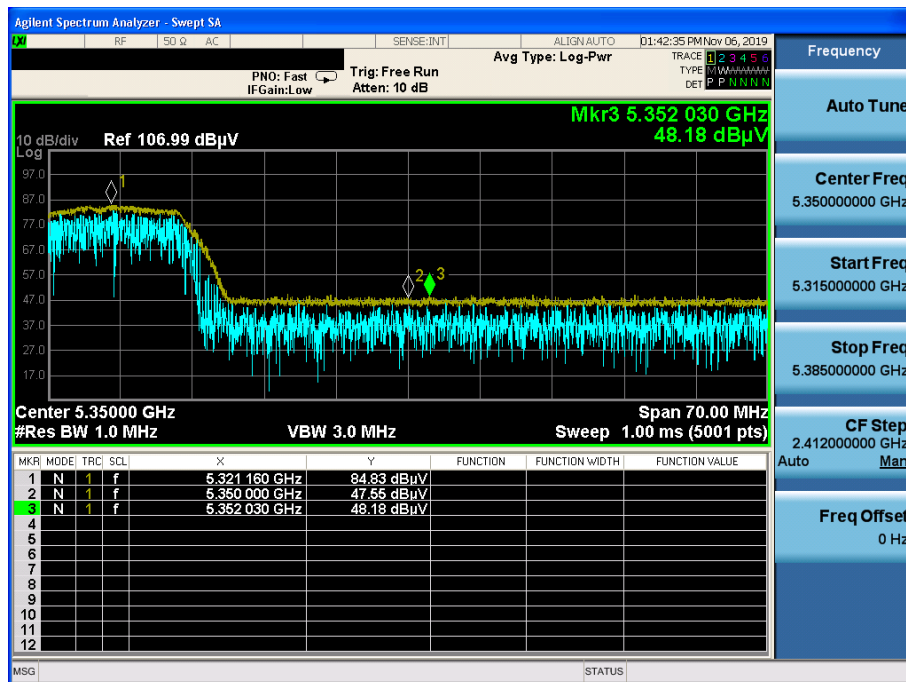 Agilent Spectrum Analyzer - Swept SA
LXI RF 50 Ω AC SENSE:INT ALIGN AUTO 01:42:35 PM Nov 06, 2019
Avg Type: Log-Pwr TRACE 1 2 3 4 5 6
PNO: Fast Trig: Free Run TYPE M W W W W W
IFGain:Low Atten: 10 dB DET P P N N N N
Mkr3 5.352 030 GHz
48.18 dBµV
10 dB/div Ref 106.99 dBµV
Log
97.0
87.0
77.0
67.0
57.0
47.0
37.0
27.0
17.0
1
2
3
Center 5.35000 GHz Span 70.00 MHz
#Res BW 1.0 MHz VBW 3.0 MHz Sweep 1.00 ms (5001 pts)
MKR MODE TRC SCL X Y FUNCTION FUNCTION WIDTH FUNCTION VALUE
1 N 1 f 5.321 160 GHz 84.83 dBµV
2 N 1 f 5.350 000 GHz 47.55 dBµV
3 N 1 f 5.352 030 GHz 48.18 dBµV
4
5
6
7
8
9
10
11
12
MSG STATUS
Frequency
Auto Tune
Center Freq
5.350000000 GHz
Start Freq
5.315000000 GHz
Stop Freq
5.385000000 GHz
CF Step
2.412000000 GHz
Auto Man
Freq Offset
0 Hz